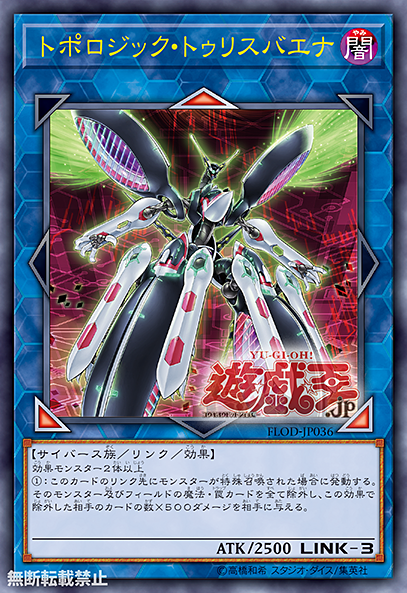 トポロジック・トゥリスバエナ 闇
YU-GI-OH!
遊戯王.jp
FLOD-JP036
【サイバース族／リンク／効果】
効果モンスター2体以上
①：このカードのリンク先にモンスターが特殊召喚された場合に発動する。
そのモンスター及びフィールドの魔法・罠カードを全て除外し、この効果で
除外した相手のカードの数×500ダメージを相手に与える。
ATK/2500 LINK-3
無断転載禁止
©高橋和希 スタジオ・ダイス/集英社